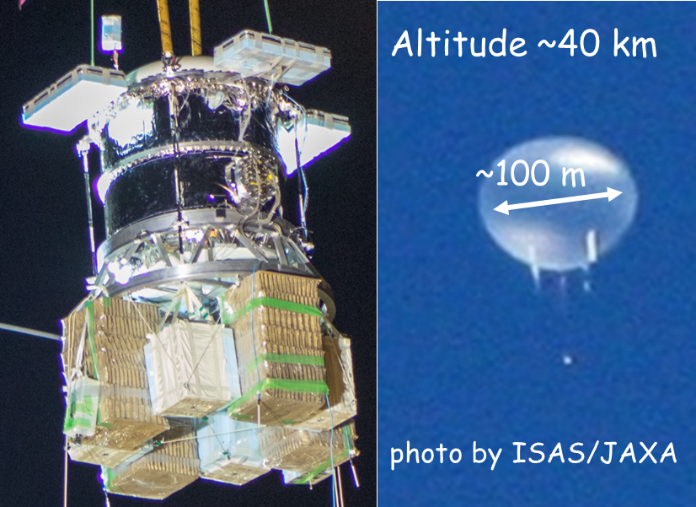 Altitude ~40 km
~100 m
photo by ISAS/JAXA